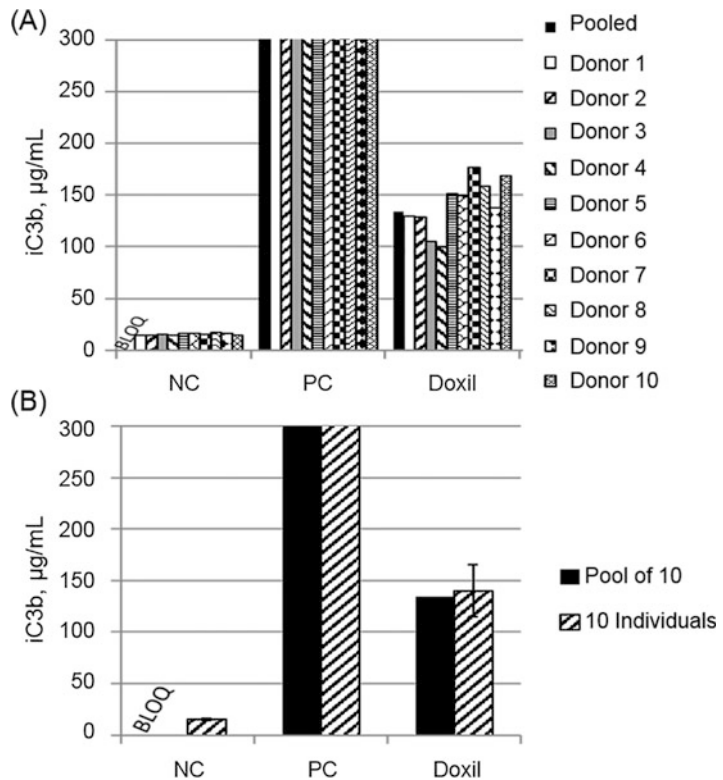 (A)
300
250
200
150
100
50
0
iC3b, µg/mL
BLOQ
NC PC Doxil
Pooled
Donor 1
Donor 2
Donor 3
Donor 4
Donor 5
Donor 6
Donor 7
Donor 8
Donor 9
Donor 10
(B)
300
250
200
150
100
50
0
iC3b, µg/mL
BLOQ
NC PC Doxil
Pool of 10
10 Individuals